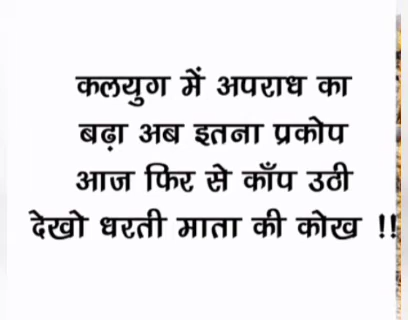 कलयुग में अपराध का
बढ़ा अब इतना प्रकोप
आज फिर से काँप उठी
देखो धरती माता की कोख !!